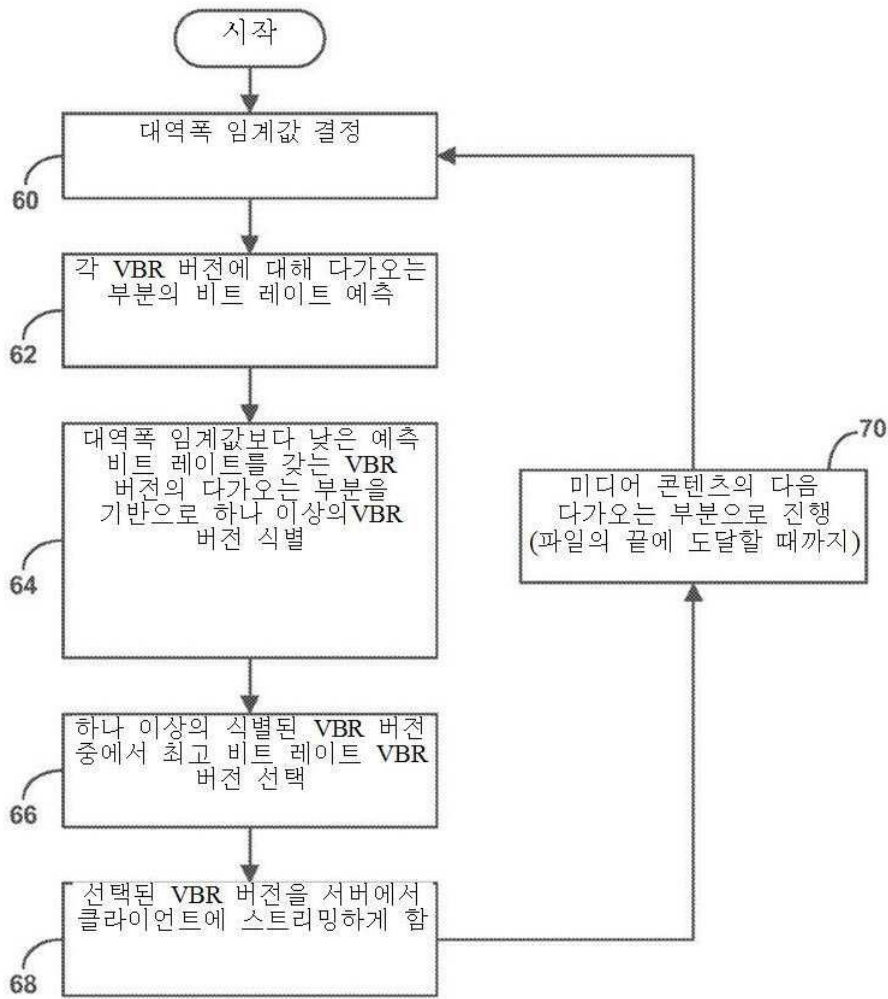 시작
대역폭 임계값 결정
60
각 VBR 버전에 대해 다가오는
부분의 비트 레이트 예측
62
대역폭 임계값보다 낮은 예측
비트 레이트를 갖는 VBR
버전의 다가오는 부분을
기반으로 하나 이상의VBR
버전 식별
64
하나 이상의 식별된 VBR 버전
중에서 최고 비트 레이트 VBR
버전 선택
66
선택된 VBR 버전을 서버에서
클라이언트에 스트리밍하게 함
68
70
미디어 콘텐츠의 다음
다가오는 부분으로 진행
(파일의 끝에 도달할 때까지)